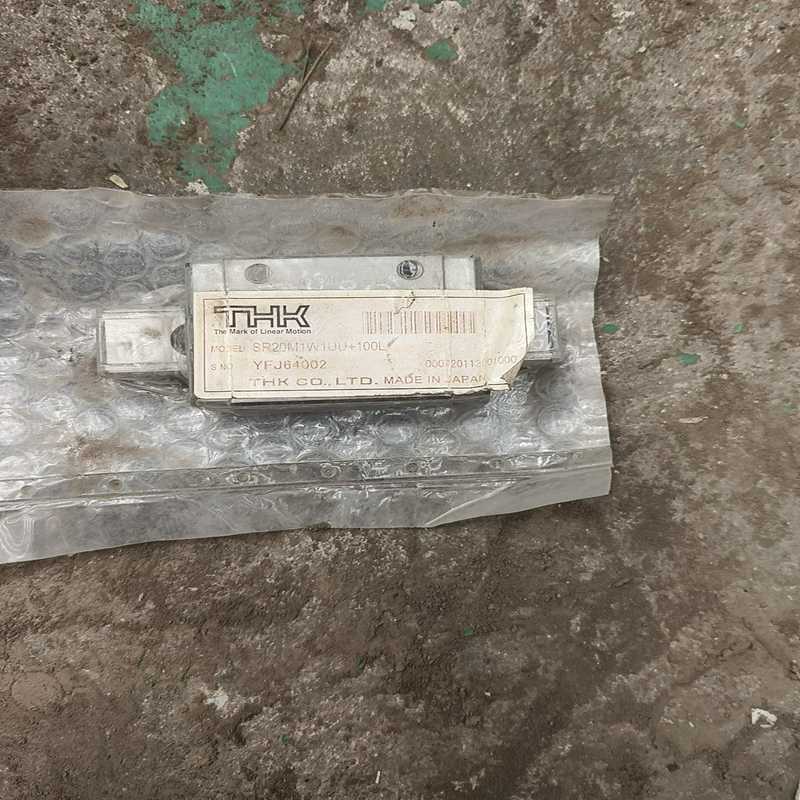 THK
The Mark of Linear Motion
MODEL SR20M1W1UU+100L
S NO. YFJ64002
THK CO., LTD. MADE IN JAPAN